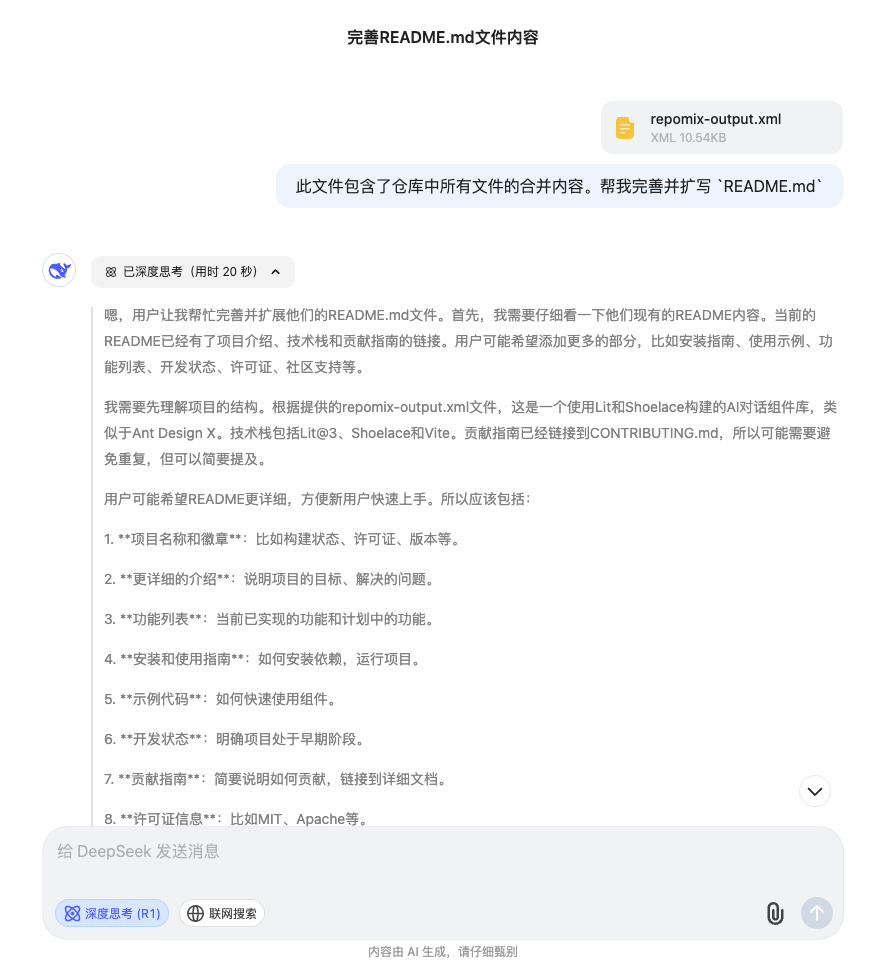 完善README.md文件内容
repomix-output.xml
XML 10.54KB
此文件包含了仓库中所有文件的合并内容。帮我完善并扩写 `README.md`
已深度思考（用时 20 秒）
嗯，用户让我帮忙完善并扩展他们的README.md文件。首先，我需要仔细看一下他们现有的README内容。当前的
README已经有了项目介绍、技术栈和贡献指南的链接。用户可能希望添加更多的部分，比如安装指南、使用示例、功
能列表、开发状态、许可证、社区支持等。
我需要先理解项目的结构。根据提供的repomix-output.xml文件，这是一个使用Lit和Shoelace构建的AI对话组件库，类
似于Ant Design X。技术栈包括Lit@3、Shoelace和Vite。贡献指南已经链接到CONTRIBUTING.md，所以可能需要避
免重复，但可以简要提及。
用户可能希望README更详细，方便新用户快速上手。所以应该包括：
1. **项目名称和徽章**：比如构建状态、许可证、版本等。
2. **更详细的介绍**：说明项目的目标、解决的问题。
3. **功能列表**：当前已实现的功能和计划中的功能。
4. **安装和使用指南**：如何安装依赖，运行项目。
5. **示例代码**：如何快速使用组件。
6. **开发状态**：明确项目处于早期阶段。
7. **贡献指南**：简要说明如何贡献，链接到详细文档。
8. **许可证信息**：比如MIT、Apache等。
给 DeepSeek 发送消息
深度思考 (R1)
联网搜索
内容由 AI 生成，请仔细甄别